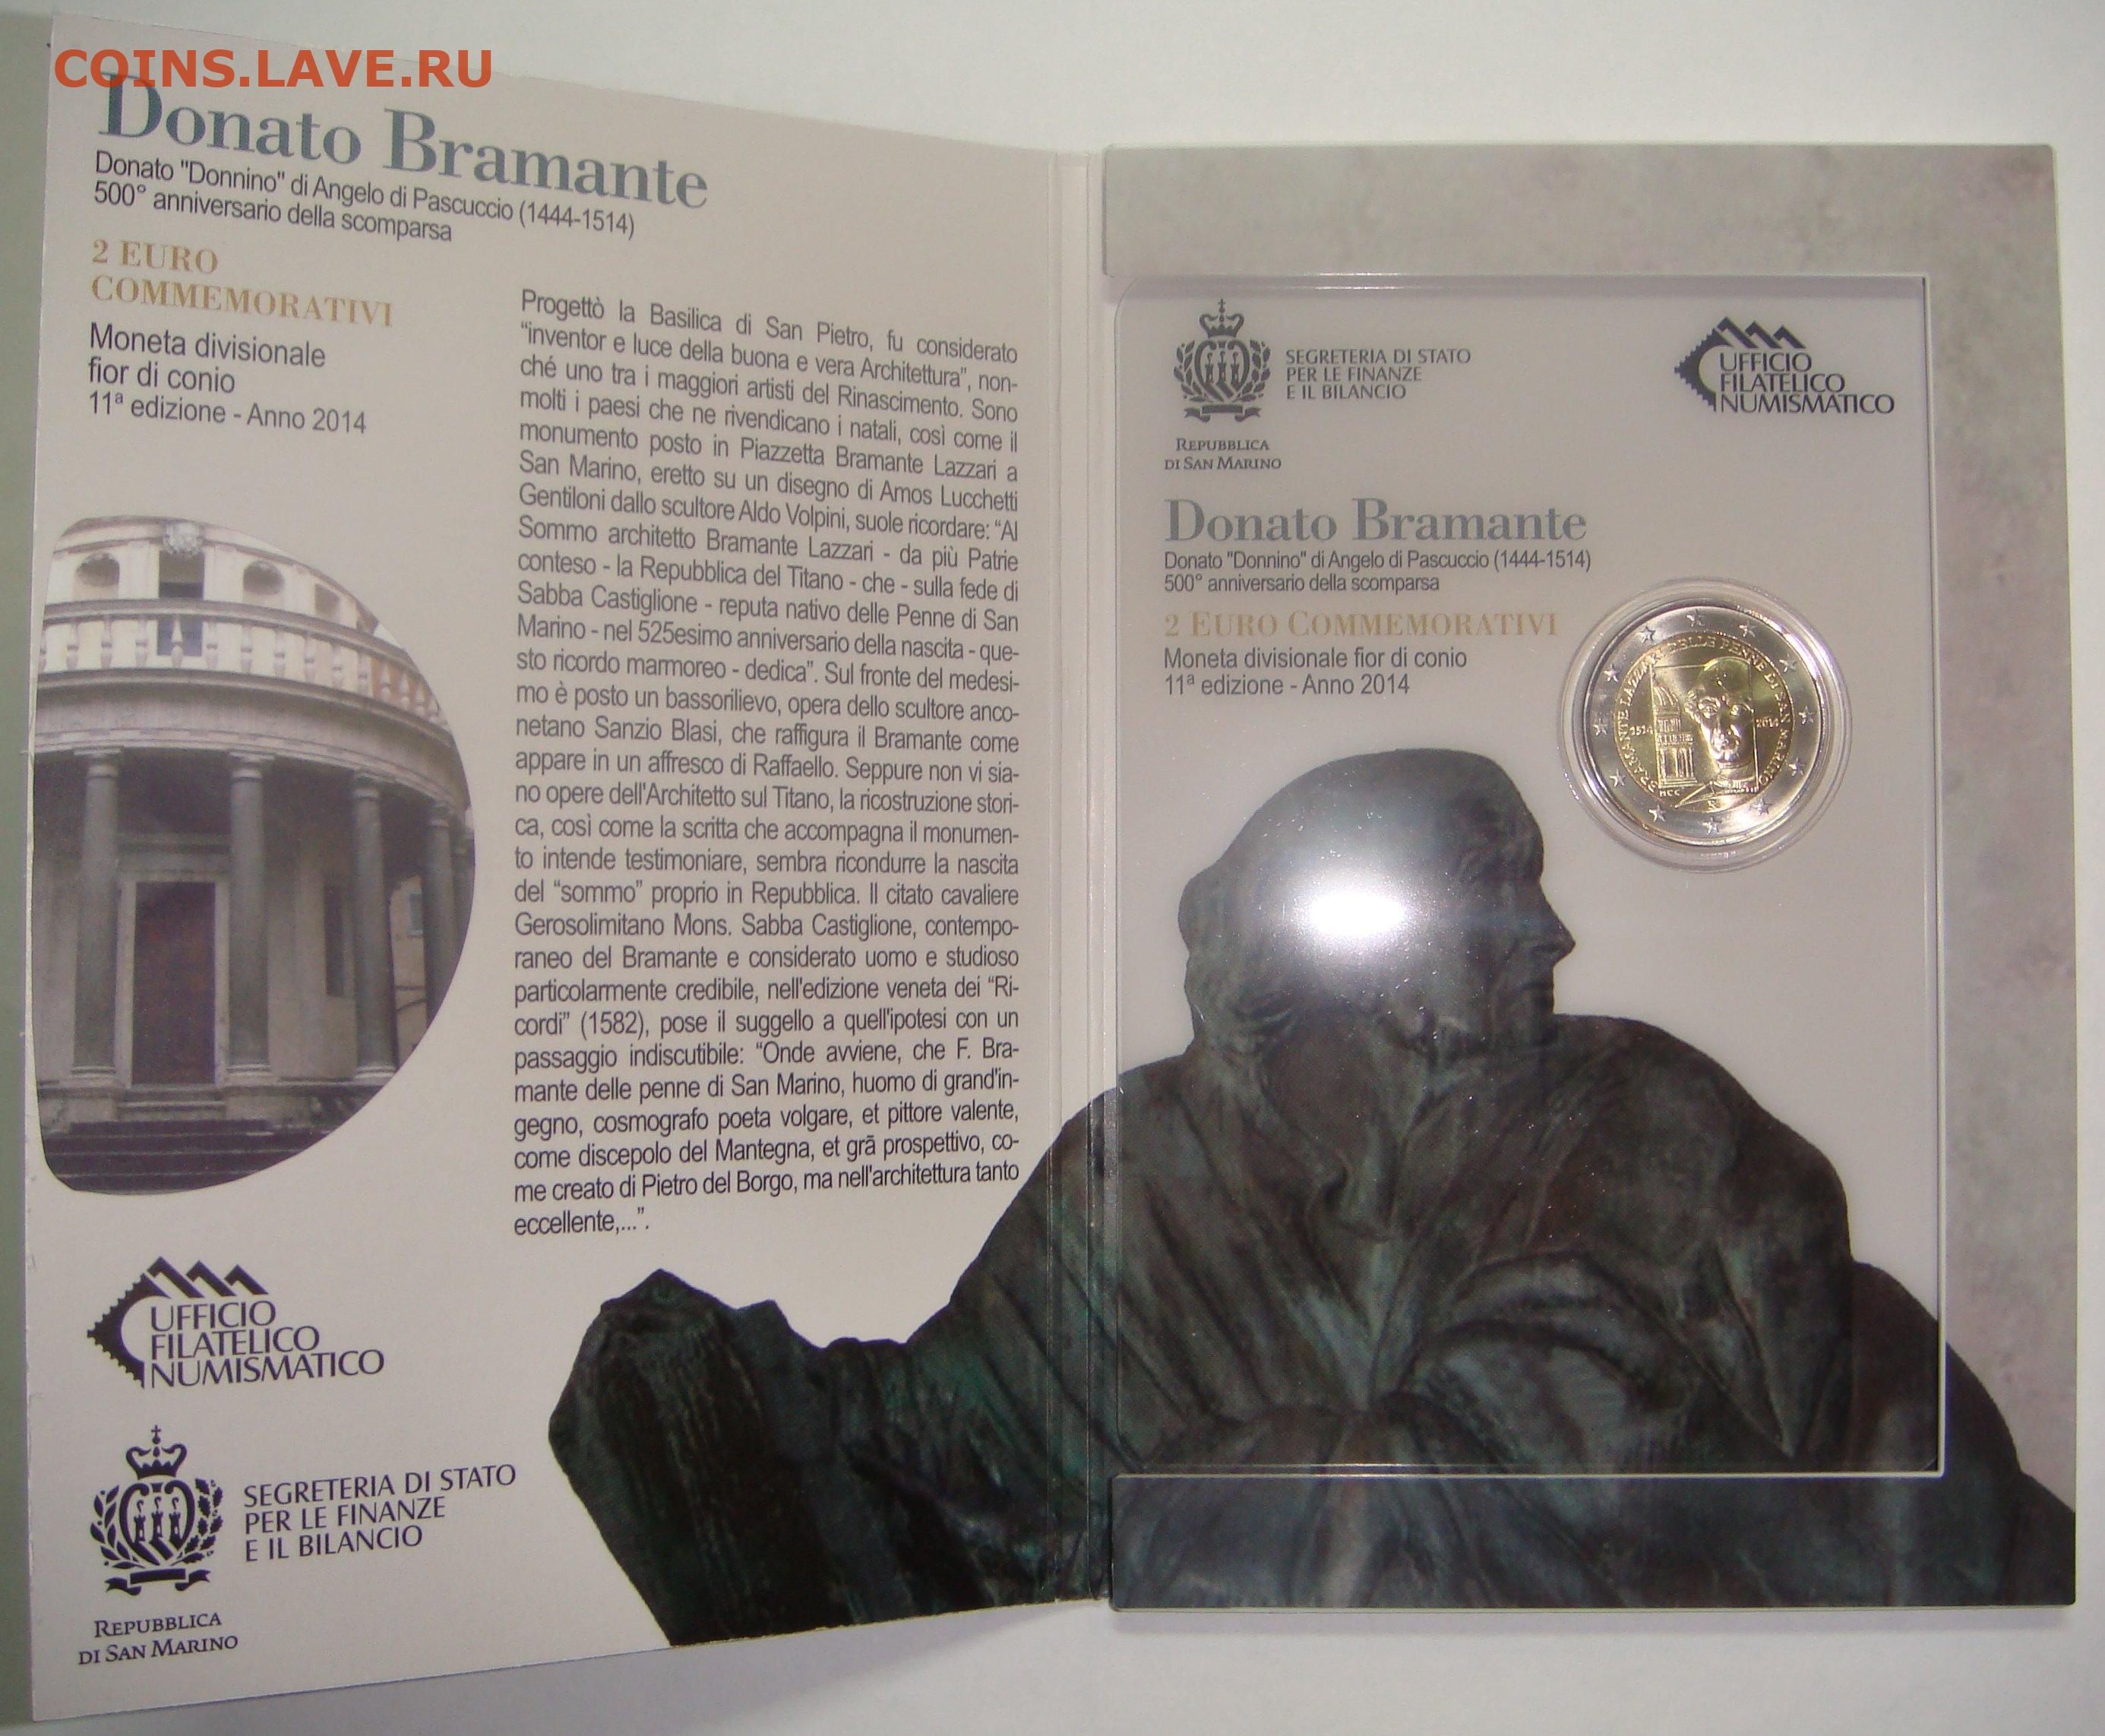 COINS.LAVE.RU
Donato Bramante
Donato "Donnino" di Angelo di Pascuccio (1444-1514)
500° anniversario della scomparsa
2 EURO
COMMEMORATIVI
Moneta divisionale
fior di conio
11ª edizione - Anno 2014
Progettò la Basilica di San Pietro, fu considerato
“inventor e luce della buona e vera Architettura”, non-
ché uno tra i maggiori artisti del Rinascimento. Sono
molti i paesi che ne rivendicano i natali, così come il
monumento posto in Piazzetta Bramante Lazzari a
San Marino, eretto su un disegno di Amos Lucchetti
Gentiloni dallo scultore Aldo Volpini, suole ricordare: “Al
Sommo architetto Bramante Lazzari - da più Patrie
conteso - la Repubblica del Titano - che - sulla fede di
Sabba Castiglione - reputa nativo delle Penne di San
Marino - nel 525esimo anniversario della nascita - que-
sto ricordo marmoreo - dedica”. Sul fronte del medesi-
mo è posto un bassorilievo, opera dello scultore anco-
netano Sanzio Blasi, che raffigura il Bramante come
appare in un affresco di Raffaello. Seppure non vi sia-
no opere dell'Architetto sul Titano, la ricostruzione stori-
ca, così come la scritta che accompagna il monumen-
to intende testimoniare, sembra ricondurre la nascita
del “sommo” proprio in Repubblica. Il citato cavaliere
Gerosolimitano Mons. Sabba Castiglione, contempo-
raneo del Bramante e considerato uomo e studioso
particolarmente credibile, nell'edizione veneta dei “Ri-
cordi” (1582), pose il suggello a quell'ipotesi con un
passaggio indiscutibile: “Onde avviene, che F. Bra-
mante delle penne di San Marino, huomo di grand'in-
gegno, cosmografo poeta volgare, et pittore valente,
come discepolo del Mantegna, et grã prospettivo, co-
me creato di Pietro del Borgo, ma nell'architettura tanto
eccellente,...”.
UFFICIO
FILATELICO
NUMISMATICO
SEGRETERIA DI STATO
PER LE FINANZE
E IL BILANCIO
REPUBBLICA
DI SAN MARINO
SEGRETERIA DI STATO
PER LE FINANZE
E IL BILANCIO
REPUBBLICA
DI SAN MARINO
UFFICIO
FILATELICO
NUMISMATICO
Donato Bramante
Donato "Donnino" di Angelo di Pascuccio (1444-1514)
500° anniversario della scomparsa
2 EURO COMMEMORATIVI
Moneta divisionale fior di conio
11ª edizione - Anno 2014
BRAMANTE LAZZARI DELLE PENNE DI SAN MARINO
1514
2014
MCC
R